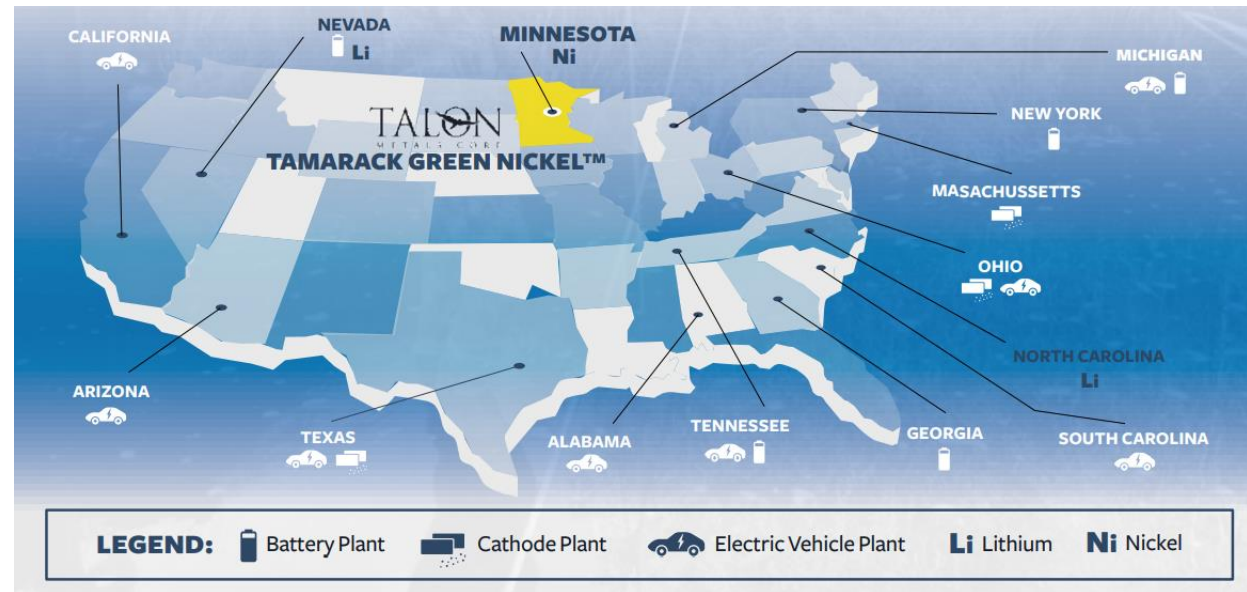 CALIFORNIA
NEVADA
Li
MINNESOTA
Ni
MICHIGAN
NEW YORK
MASACHUSSETTS
OHIO
NORTH CAROLINA
Li
SOUTH CAROLINA
GEORGIA
TENNESSEE
ALABAMA
TEXAS
ARIZONA
TALON
METALS CORP
TAMARACK GREEN NICKEL™
LEGEND: Battery Plant Cathode Plant Electric Vehicle Plant Li Lithium Ni Nickel